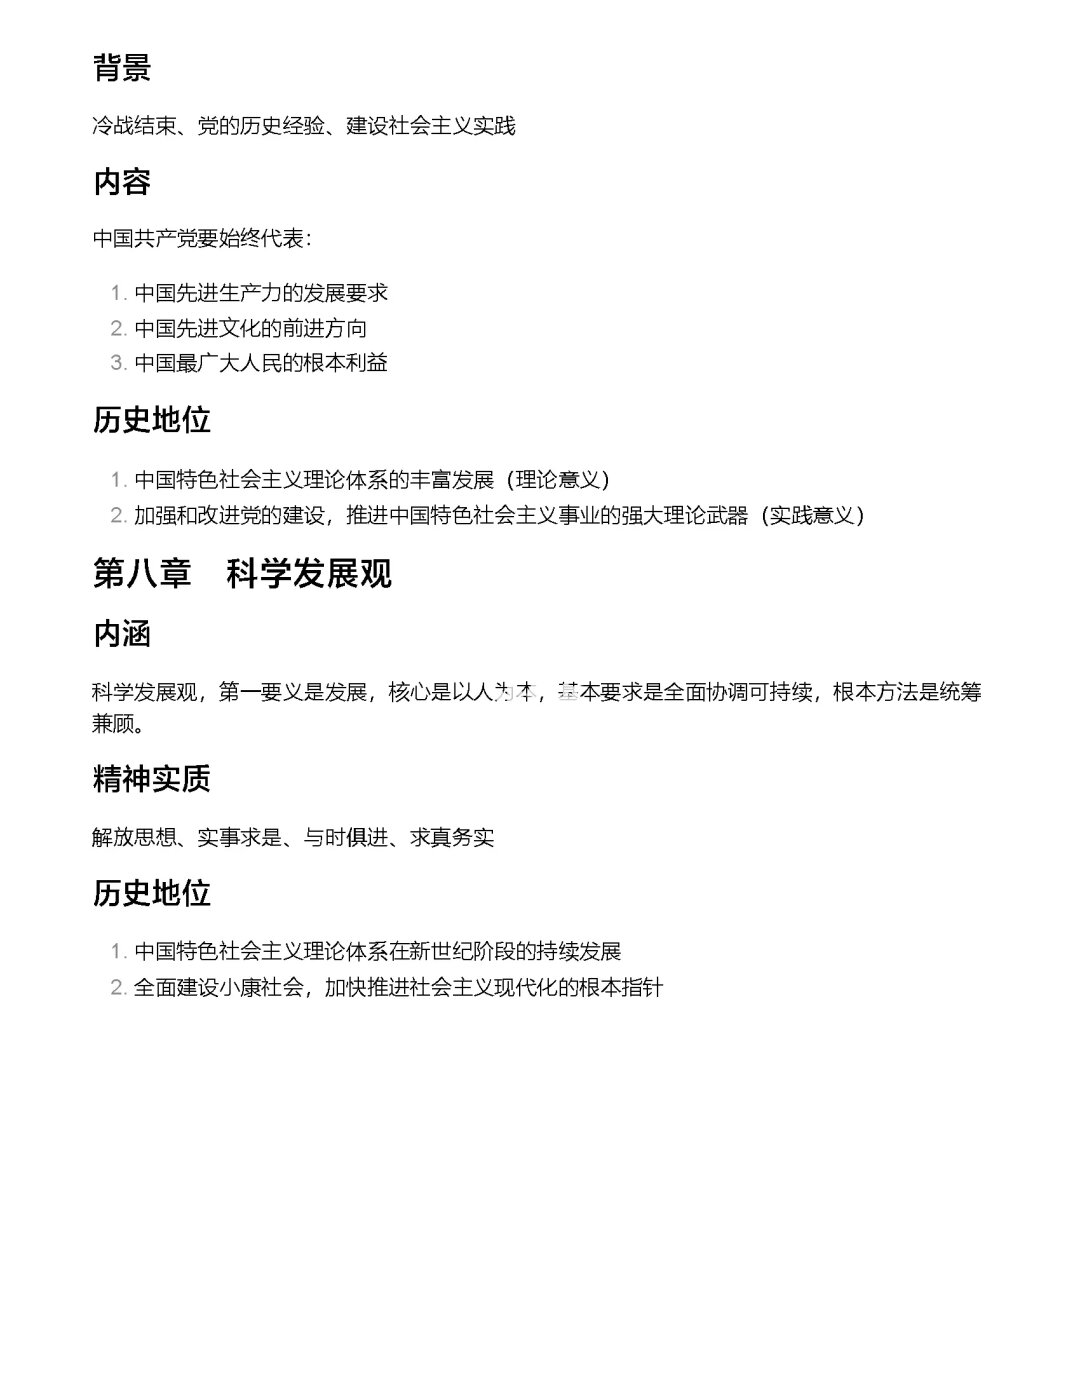 背景
冷战结束、党的历史经验、建设社会主义实践
内容
中国共产党要始终代表：
1. 中国先进生产力的发展要求
2. 中国先进文化的前进方向
3. 中国最广大人民的根本利益
历史地位
1. 中国特色社会主义理论体系的丰富发展（理论意义）
2. 加强和改进党的建设，推进中国特色社会主义事业的强大理论武器（实践意义）
第八章　科学发展观
内涵
科学发展观，第一要义是发展，核心是以人为本，基本要求是全面协调可持续，根本方法是统筹
兼顾。
精神实质
解放思想、实事求是、与时俱进、求真务实
历史地位
1. 中国特色社会主义理论体系在新世纪阶段的持续发展
2. 全面建设小康社会，加快推进社会主义现代化的根本指针